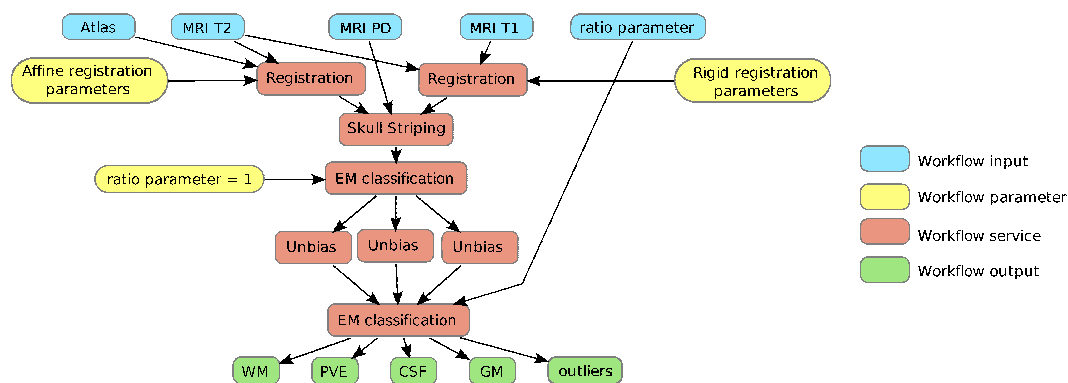 Atlas
MRI T2
MRI PD
MRI T1
ratio parameter
Affine registration
parameters
Registration
Registration
Rigid registration
parameters
Skull Striping
ratio parameter = 1
EM classification
Unbias
Unbias
Unbias
EM classification
WM
PVE
CSF
GM
outliers
Workflow input
Workflow parameter
Workflow service
Workflow output